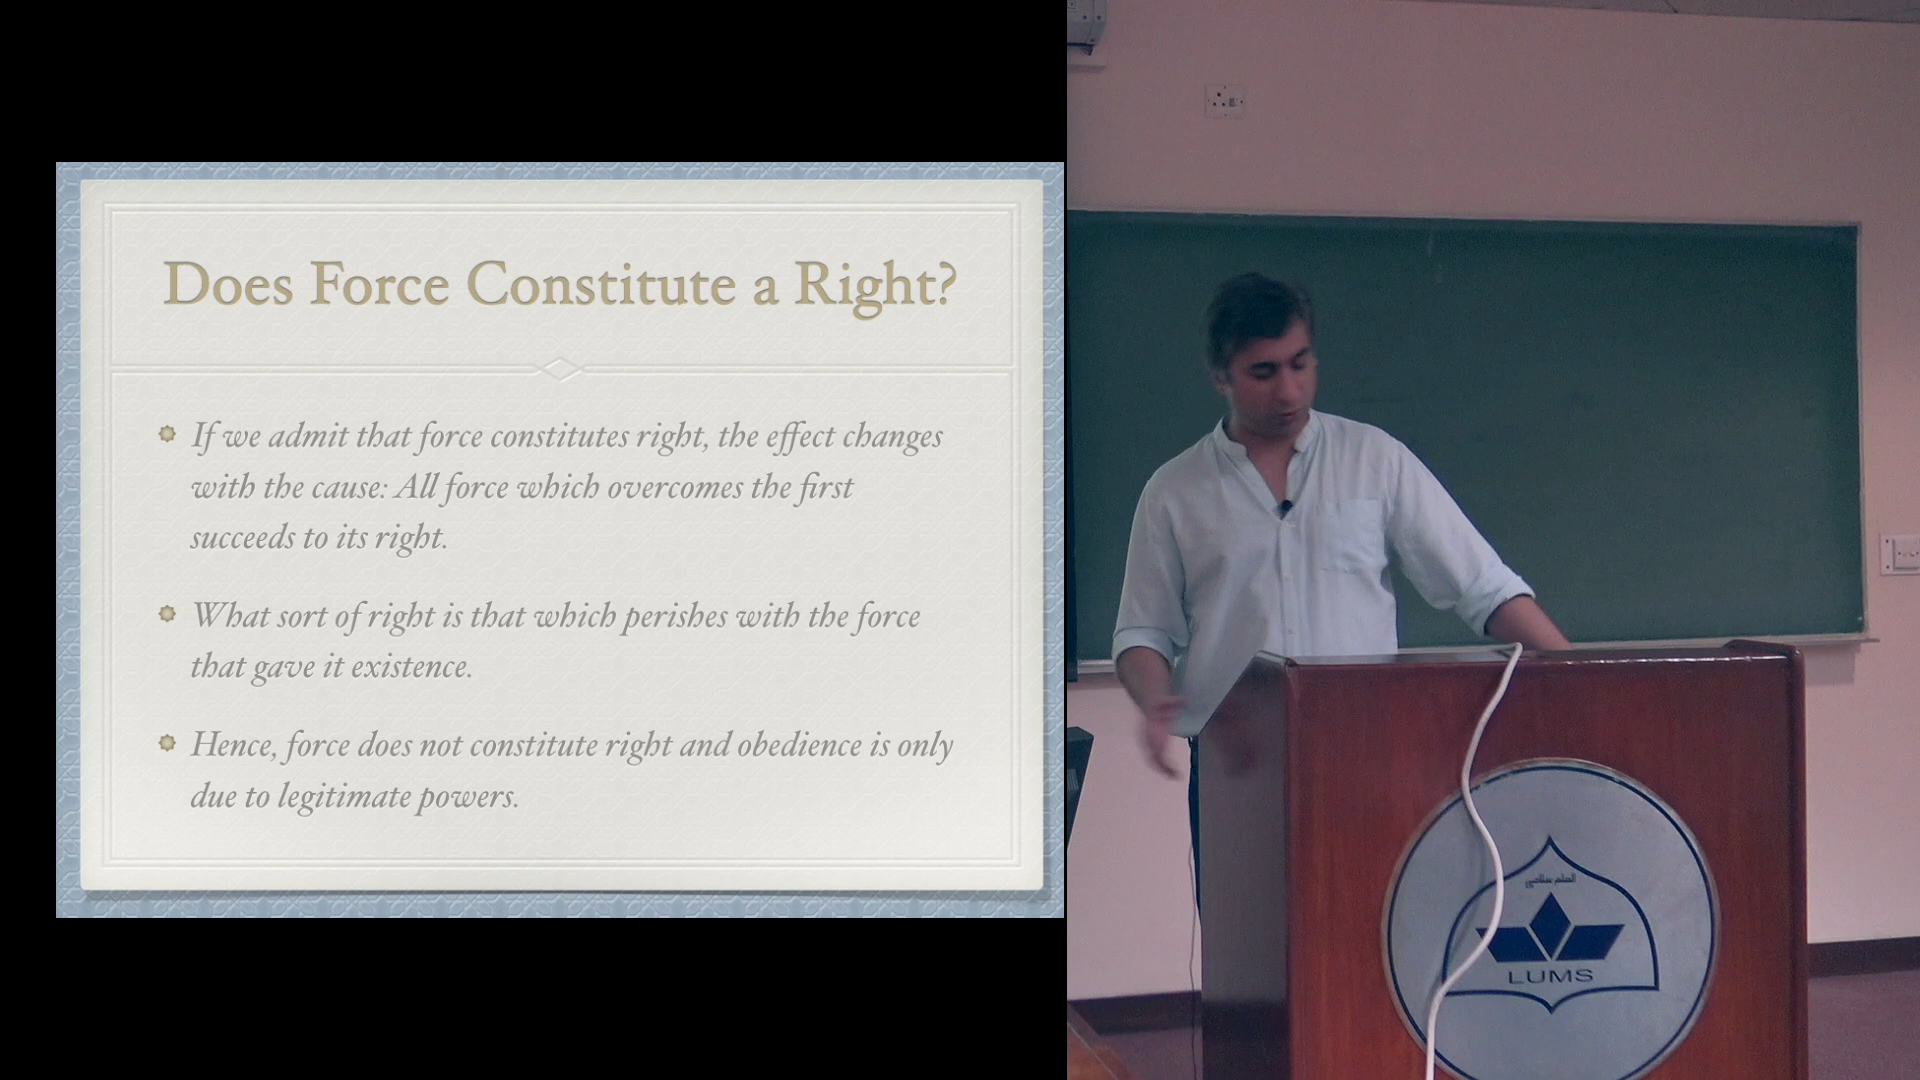 Does Force Constitute a Right?
If we admit that force constitutes right, the effect changes
with the cause: All force which overcomes the first
succeeds to its right.
What sort of right is that which perishes with the force
that gave it existence.
Hence, force does not constitute right and obedience is only
due to legitimate powers.
LUMS